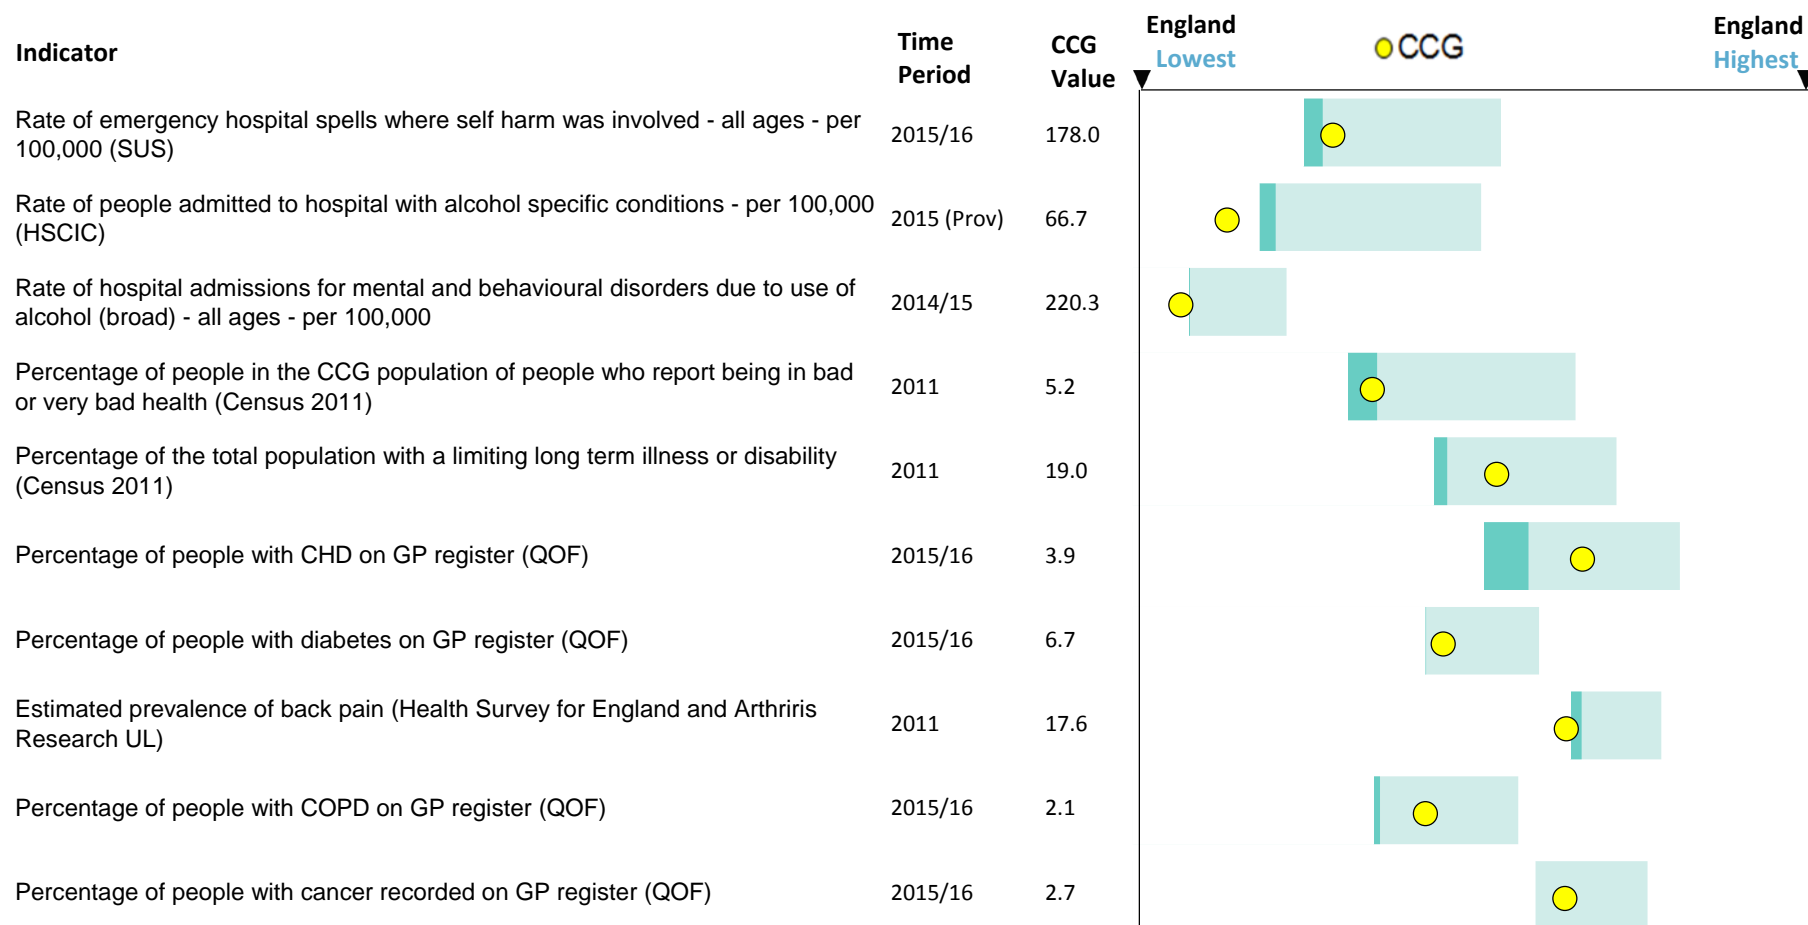 Indicator
Time Period
CCG Value
England Lowest
CCG
England Highest
Rate of emergency hospital spells where self harm was involved - all ages - per
100,000 (SUS)
2015/16
178.0
Rate of people admitted to hospital with alcohol specific conditions - per 100,000
(HSCIC)
2015 (Prov)
66.7
Rate of hospital admissions for mental and behavioural disorders due to use of
alcohol (broad) - all ages - per 100,000
2014/15
220.3
Percentage of people in the CCG population of people who report being in bad
or very bad health (Census 2011)
2011
5.2
Percentage of the total population with a limiting long term illness or disability
(Census 2011)
2011
19.0
Percentage of people with CHD on GP register (QOF)
2015/16
3.9
Percentage of people with diabetes on GP register (QOF)
2015/16
6.7
Estimated prevalence of back pain (Health Survey for England and Arthriris
Research UL)
2011
17.6
Percentage of people with COPD on GP register (QOF)
2015/16
2.1
Percentage of people with cancer recorded on GP register (QOF)
2015/16
2.7